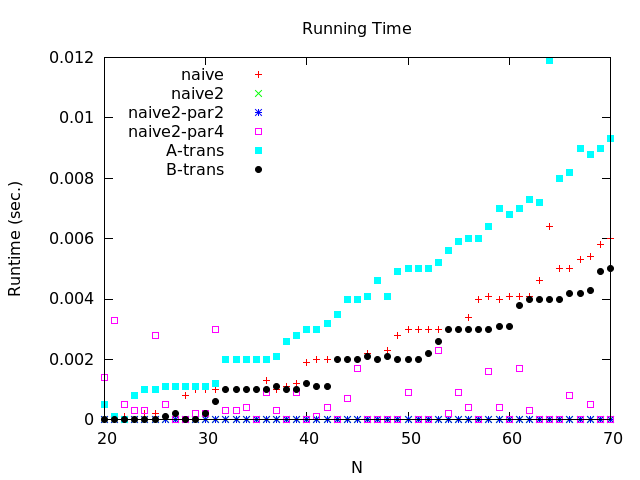 Running Time
Runtime (sec.)
0.012
0.01
0.008
0.006
0.004
0.002
0
naive
naive2
naive2-par2
naive2-par4
A-trans
B-trans
20 30 40 50 60 70
N